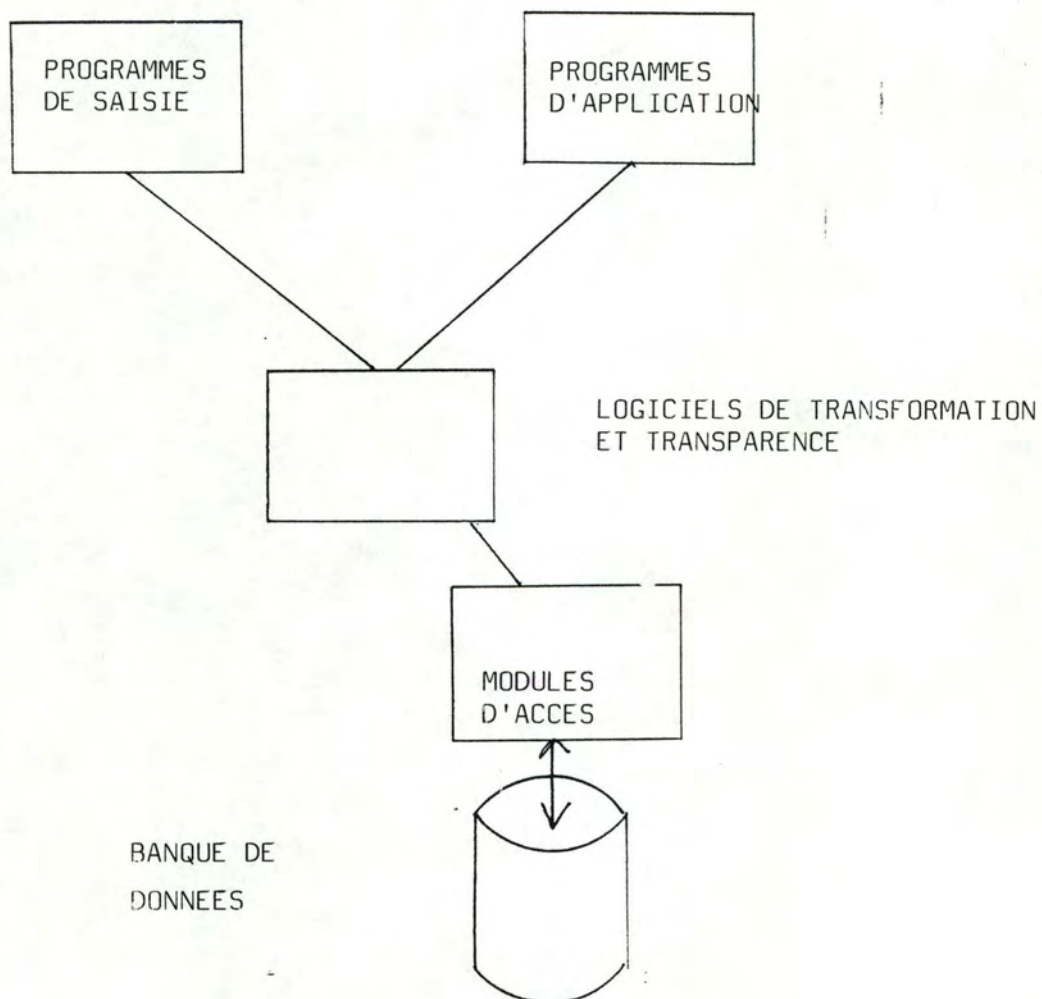 PROGRAMMES
DE SAISIE
PROGRAMMES
D'APPLICATION
LOGICIELS DE TRANSFORMATION
ET TRANSPARENCE
MODULES
D'ACCES
BANQUE DE
DONNEES